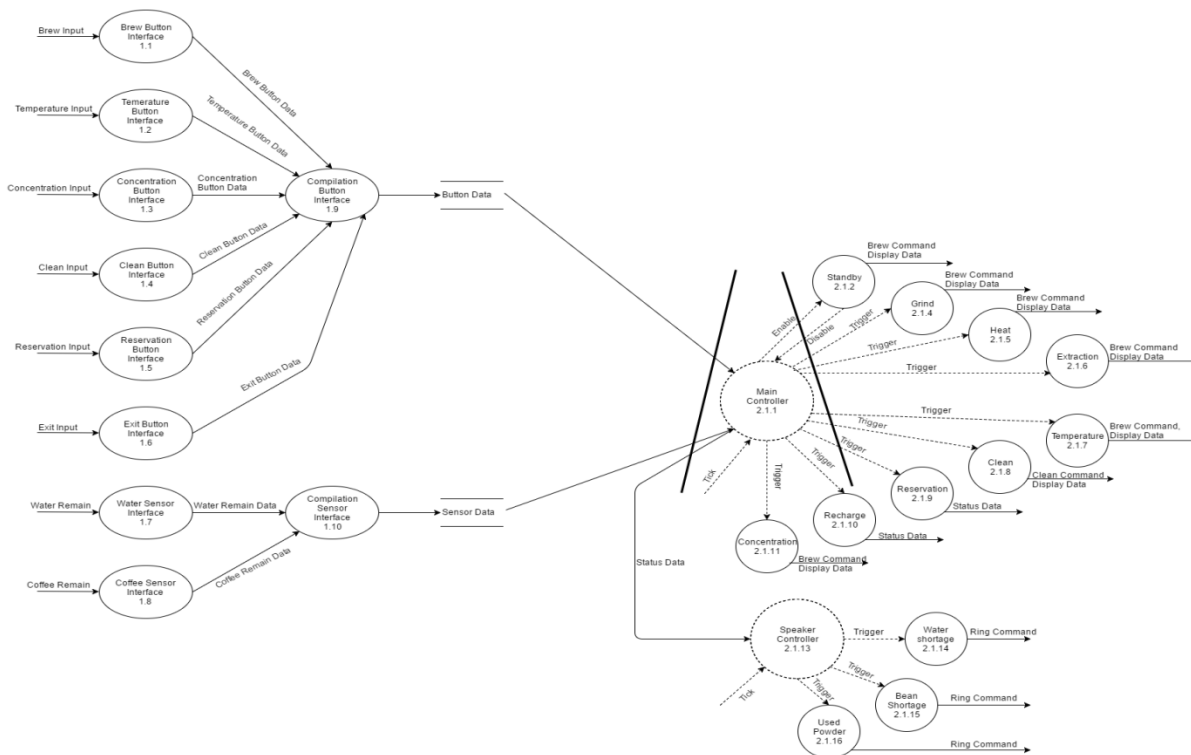 Brew Input
Brew Button
Interface
1.1
Brew Button Data
Temperature Input
Temerature
Button
Interface
1.2
Temperature Button Data
Concentration Input
Concentration
Button
Interface
1.3
Concentration
Button Data
Compilation
Button
Interface
1.9
Button Data
Clean Input
Clean Button
Interface
1.4
Clean Button Data
Reservation Input
Reservation
Button
Interface
1.5
Reservation Button Data
Exit Input
Exit Button
Interface
1.6
Exit Button Data
Water Remain
Water Sensor
Interface
1.7
Water Remain Data
Compilation
Sensor
Interface
1.10
Sensor Data
Coffee Remain
Coffee Sensor
Interface
1.8
Coffee Remain Data
Main
Controller
2.1.1
Tick
Enable
Disable
Standby
2.1.2
Brew Command
Display Data
Trigger
Grind
2.1.4
Brew Command
Display Data
Trigger
Heat
2.1.5
Brew Command
Display Data
Trigger
Extraction
2.1.6
Brew Command
Display Data
Trigger
Temperature
2.1.7
Brew Command,
Display Data
Trigger
Clean
2.1.8
Clean Command
Display Data
Trigger
Reservation
2.1.9
Status Data
Trigger
Recharge
2.1.10
Status Data
Trigger
Concentration
2.1.11
Brew Command
Display Data
Status Data
Speaker
Controller
2.1.13
Tick
Trigger
Water
shortage
2.1.14
Ring Command
Trigger
Bean
Shortage
2.1.15
Ring Command
Trigger
Used
Powder
2.1.16
Ring Command